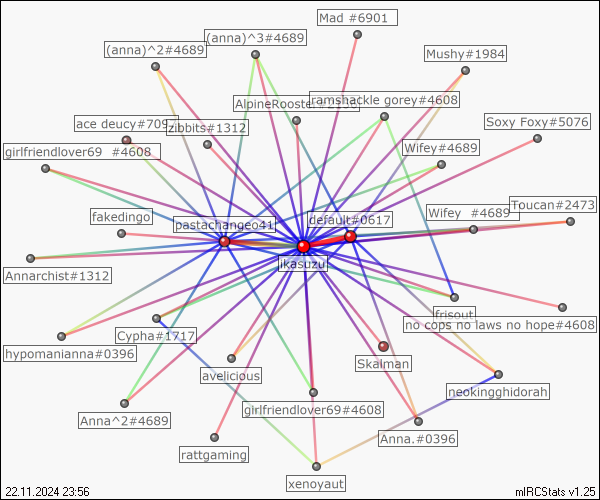 Mad #6901
(anna)^3#4689
(anna)^2#4689
Mushy#1984
ramshackle gorey#4608
AlpineRooste
Soxy Foxy#5076
ace deucy#709
zibbits#1312
Wifey#4689
girlfriendlover69 #4608
Toucan#2473
Wifey #4689
fakedingo
pastachangeo41
default#0617
ikasuzu
Annarchist#1312
frisout
no cops no laws no hope#4608
Cypha#1717
hypomanianna#0396
Skalman
avelicious
neokingghidorah
girlfriendlover69#4608
Anna^2#4689
Anna.#0396
rattgaming
xenoyaut
22.11.2024 23:56
mIRCStats v1.25